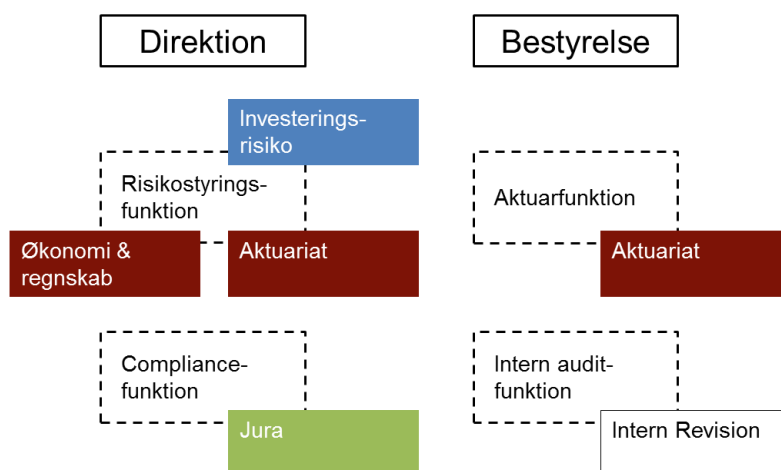 Direktion
Bestyrelse
Investerings-
risiko
Risikostyrings-
funktion
Aktuarfunktion
Økonomi &
regnskab
Aktuariat
Aktuariat
Compliance-
funktion
Intern audit-
funktion
Jura
Intern Revision